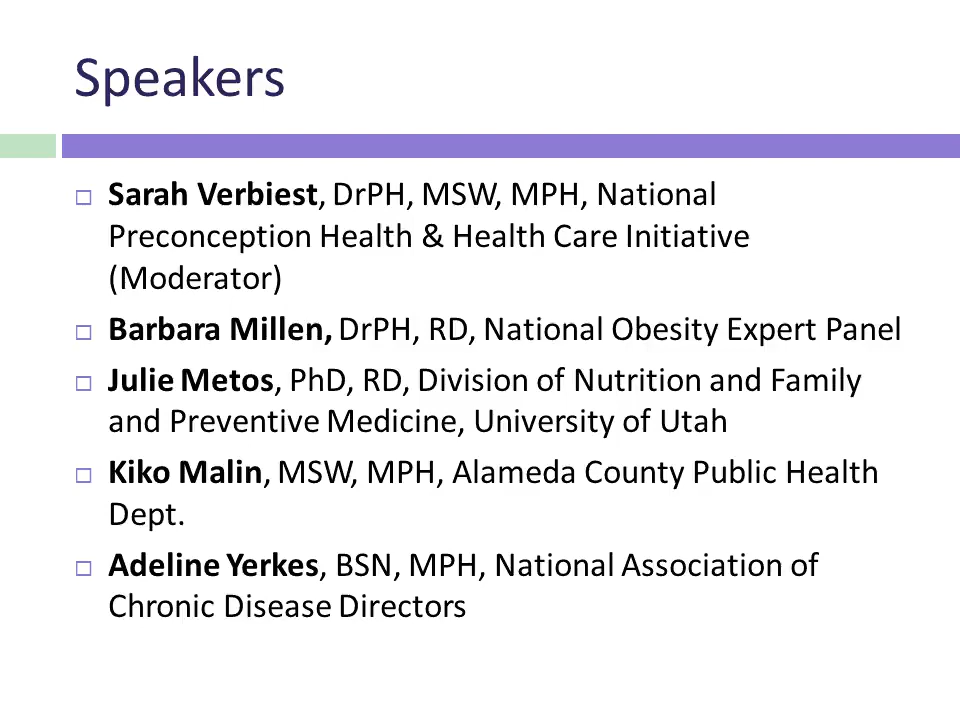 Speakers
Sarah Verbiest, DrPH, MSW, MPH, National
Preconception Health & Health Care Initiative
(Moderator)
Barbara Millen, DrPH, RD, National Obesity Expert Panel
Julie Metos, PhD, RD, Division of Nutrition and Family
and Preventive Medicine, University of Utah
Kiko Malin, MSW, MPH, Alameda County Public Health
Dept.
Adeline Yerkes, BSN, MPH, National Association of
Chronic Disease Directors